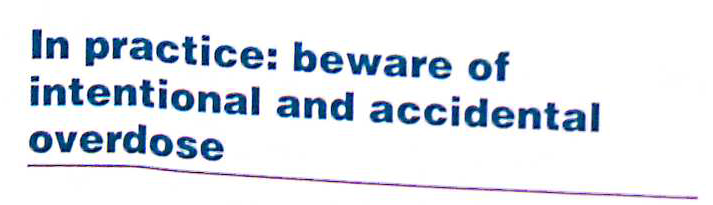 In practice: beware of
intentional and accidental
overdose